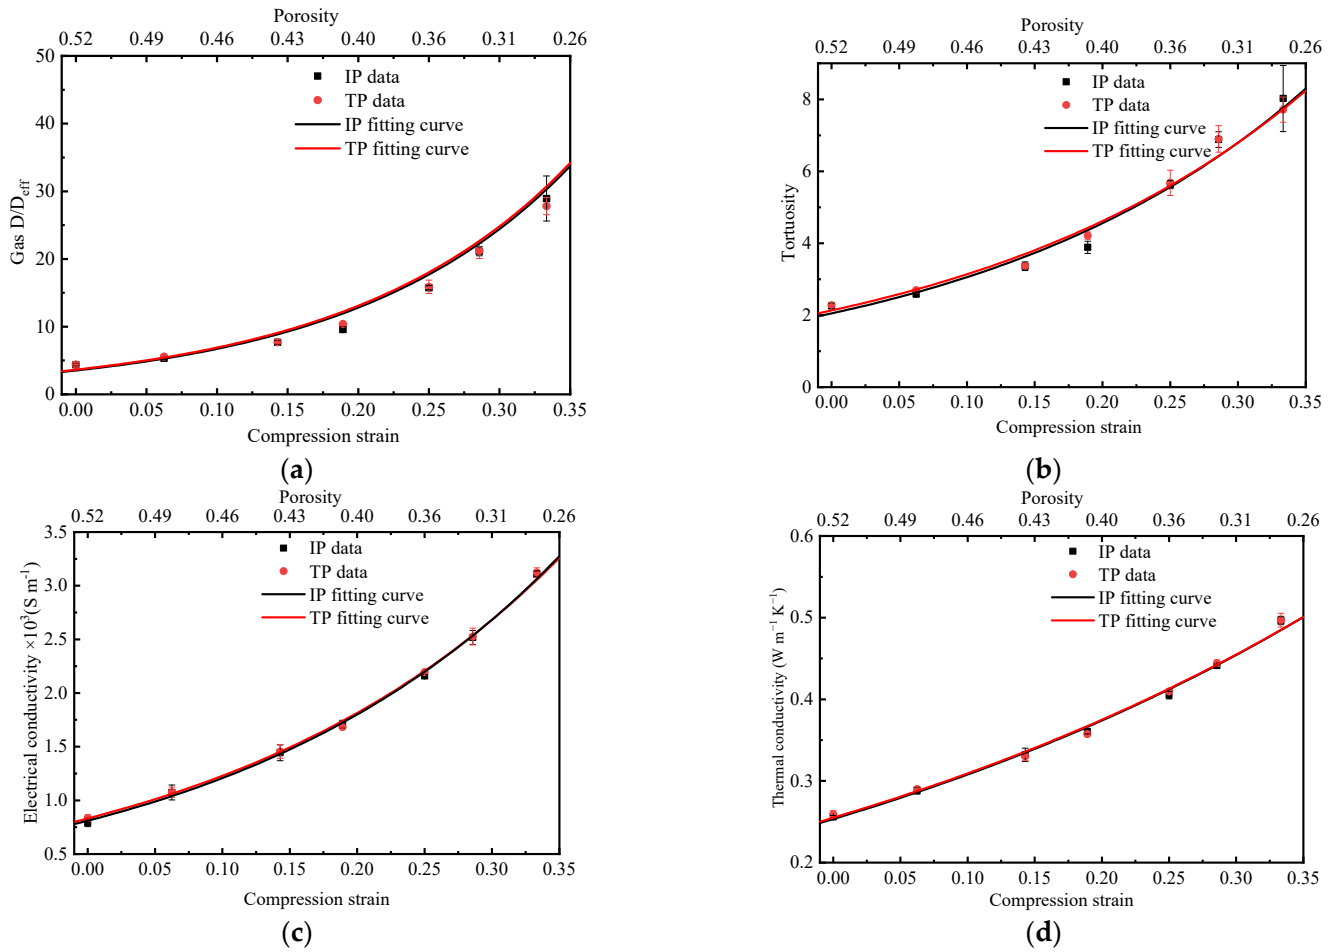 Porosity
0.52 0.49 0.46 0.43 0.40 0.36 0.31 0.26
50
40
30
20
10
0
Gas D/D_eff
IP data
TP data
IP fitting curve
TP fitting curve
0.00 0.05 0.10 0.15 0.20 0.25 0.30 0.35
Compression strain
(a)
Porosity
0.52 0.49 0.46 0.43 0.40 0.36 0.31 0.26
8
6
4
2
0
Tortuosity
IP data
TP data
IP fitting curve
TP fitting curve
0.00 0.05 0.10 0.15 0.20 0.25 0.30 0.35
Compression strain
(b)
Porosity
0.52 0.49 0.46 0.43 0.40 0.36 0.31 0.26
3.5
3.0
2.5
2.0
1.5
1.0
0.5
Electrical conductivity ×10³(S m⁻¹)
IP data
TP data
IP fitting curve
TP fitting curve
0.00 0.05 0.10 0.15 0.20 0.25 0.30 0.35
Compression strain
(c)
Porosity
0.52 0.49 0.46 0.43 0.40 0.36 0.31 0.26
0.6
0.5
0.4
0.3
0.2
Thermal conductivity (W m⁻¹ K⁻¹)
IP data
TP data
IP fitting curve
TP fitting curve
0.00 0.05 0.10 0.15 0.20 0.25 0.30 0.35
Compression strain
(d)